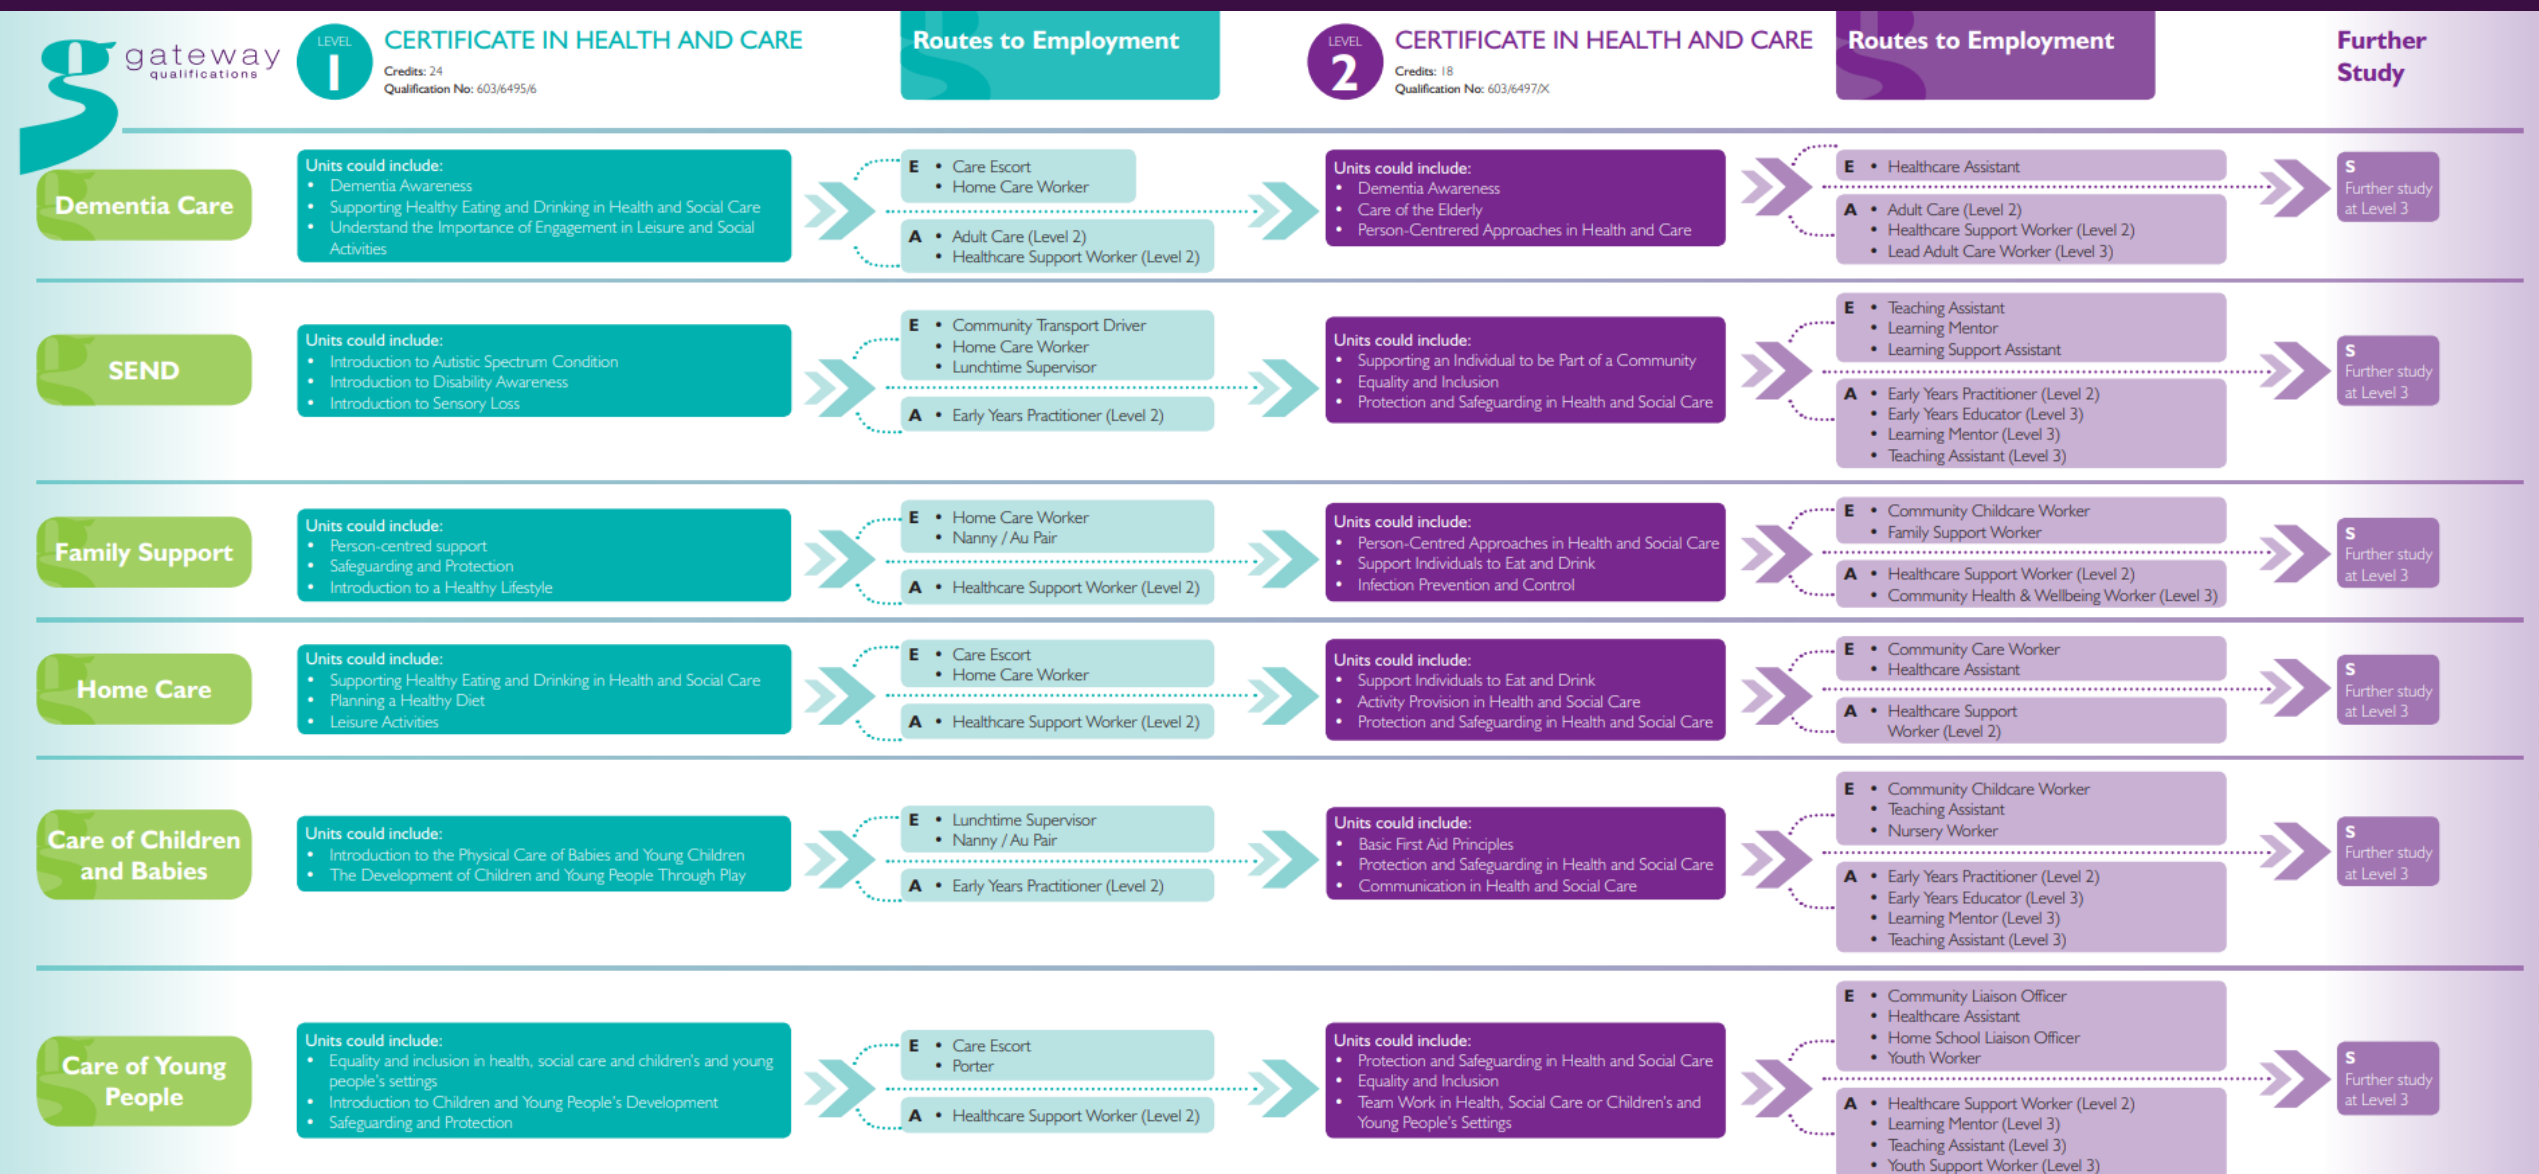 gateway
qualifications
LEVEL
1
CERTIFICATE IN HEALTH AND CARE
Credits: 24
Qualification No: 603/6495/6
Routes to Employment
LEVEL
2
CERTIFICATE IN HEALTH AND CARE
Credits: 18
Qualification No: 603/6497/X
Routes to Employment
Further
Study
Dementia Care
Units could include:
• Dementia Awareness
• Supporting Healthy Eating and Drinking in Health and Social Care
• Understand the Importance of Engagement in Leisure and Social
Activities
E • Care Escort
• Home Care Worker
A • Adult Care (Level 2)
• Healthcare Support Worker (Level 2)
Units could include:
• Dementia Awareness
• Care of the Elderly
• Person-Centrered Approaches in Health and Care
E • Healthcare Assistant
A • Adult Care (Level 2)
• Healthcare Support Worker (Level 2)
• Lead Adult Care Worker (Level 3)
S
Further study
at Level 3
SEND
Units could include:
• Introduction to Autistic Spectrum Condition
• Introduction to Disability Awareness
• Introduction to Sensory Loss
E • Community Transport Driver
• Home Care Worker
• Lunchtime Supervisor
A • Early Years Practitioner (Level 2)
Units could include:
• Supporting an Individual to be Part of a Community
• Equality and Inclusion
• Protection and Safeguarding in Health and Social Care
E • Teaching Assistant
• Learning Mentor
• Learning Support Assistant
A • Early Years Practitioner (Level 2)
• Early Years Educator (Level 3)
• Learning Mentor (Level 3)
• Teaching Assistant (Level 3)
S
Further study
at Level 3
Family Support
Units could include:
• Person-centred support
• Safeguarding and Protection
• Introduction to a Healthy Lifestyle
E • Home Care Worker
• Nanny / Au Pair
A • Healthcare Support Worker (Level 2)
Units could include:
• Person-Centred Approaches in Health and Social Care
• Support Individuals to Eat and Drink
• Infection Prevention and Control
E • Community Childcare Worker
• Family Support Worker
A • Healthcare Support Worker (Level 2)
• Community Health & Wellbeing Worker (Level 3)
S
Further study
at Level 3
Home Care
Units could include:
• Supporting Healthy Eating and Drinking in Health and Social Care
• Planning a Healthy Diet
• Leisure Activities
E • Care Escort
• Home Care Worker
A • Healthcare Support Worker (Level 2)
Units could include:
• Support Individuals to Eat and Drink
• Activity Provision in Health and Social Care
• Protection and Safeguarding in Health and Social Care
E • Community Care Worker
• Healthcare Assistant
A • Healthcare Support
Worker (Level 2)
S
Further study
at Level 3
Care of Children
and Babies
Units could include:
• Introduction to the Physical Care of Babies and Young Children
• The Development of Children and Young People Through Play
E • Lunchtime Supervisor
• Nanny / Au Pair
A • Early Years Practitioner (Level 2)
Units could include:
• Basic First Aid Principles
• Protection and Safeguarding in Health and Social Care
• Communication in Health and Social Care
E • Community Childcare Worker
• Teaching Assistant
• Nursery Worker
A • Early Years Practitioner (Level 2)
• Early Years Educator (Level 3)
• Learning Mentor (Level 3)
• Teaching Assistant (Level 3)
S
Further study
at Level 3
Care of Young
People
Units could include:
• Equality and inclusion in health, social care and children's and young
people's settings
• Introduction to Children and Young People's Development
• Safeguarding and Protection
E • Care Escort
• Porter
A • Healthcare Support Worker (Level 2)
Units could include:
• Protection and Safeguarding in Health and Social Care
• Equality and Inclusion
• Team Work in Health, Social Care or Children's and
Young People's Settings
E • Community Liaison Officer
• Healthcare Assistant
• Home School Liaison Officer
• Youth Worker
A • Healthcare Support Worker (Level 2)
• Learning Mentor (Level 3)
• Teaching Assistant (Level 3)
• Youth Support Worker (Level 3)
S
Further study
at Level 3